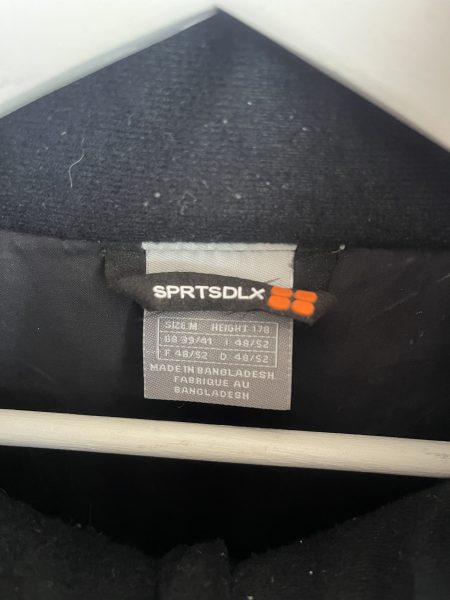 SPRTSDLX
SIZE M HEIGHT 178
GB 39/41 I 48/52
F 48/52 D 48/52
MADE IN BANGLADESH
FABRIQUE AU
BANGLADESH